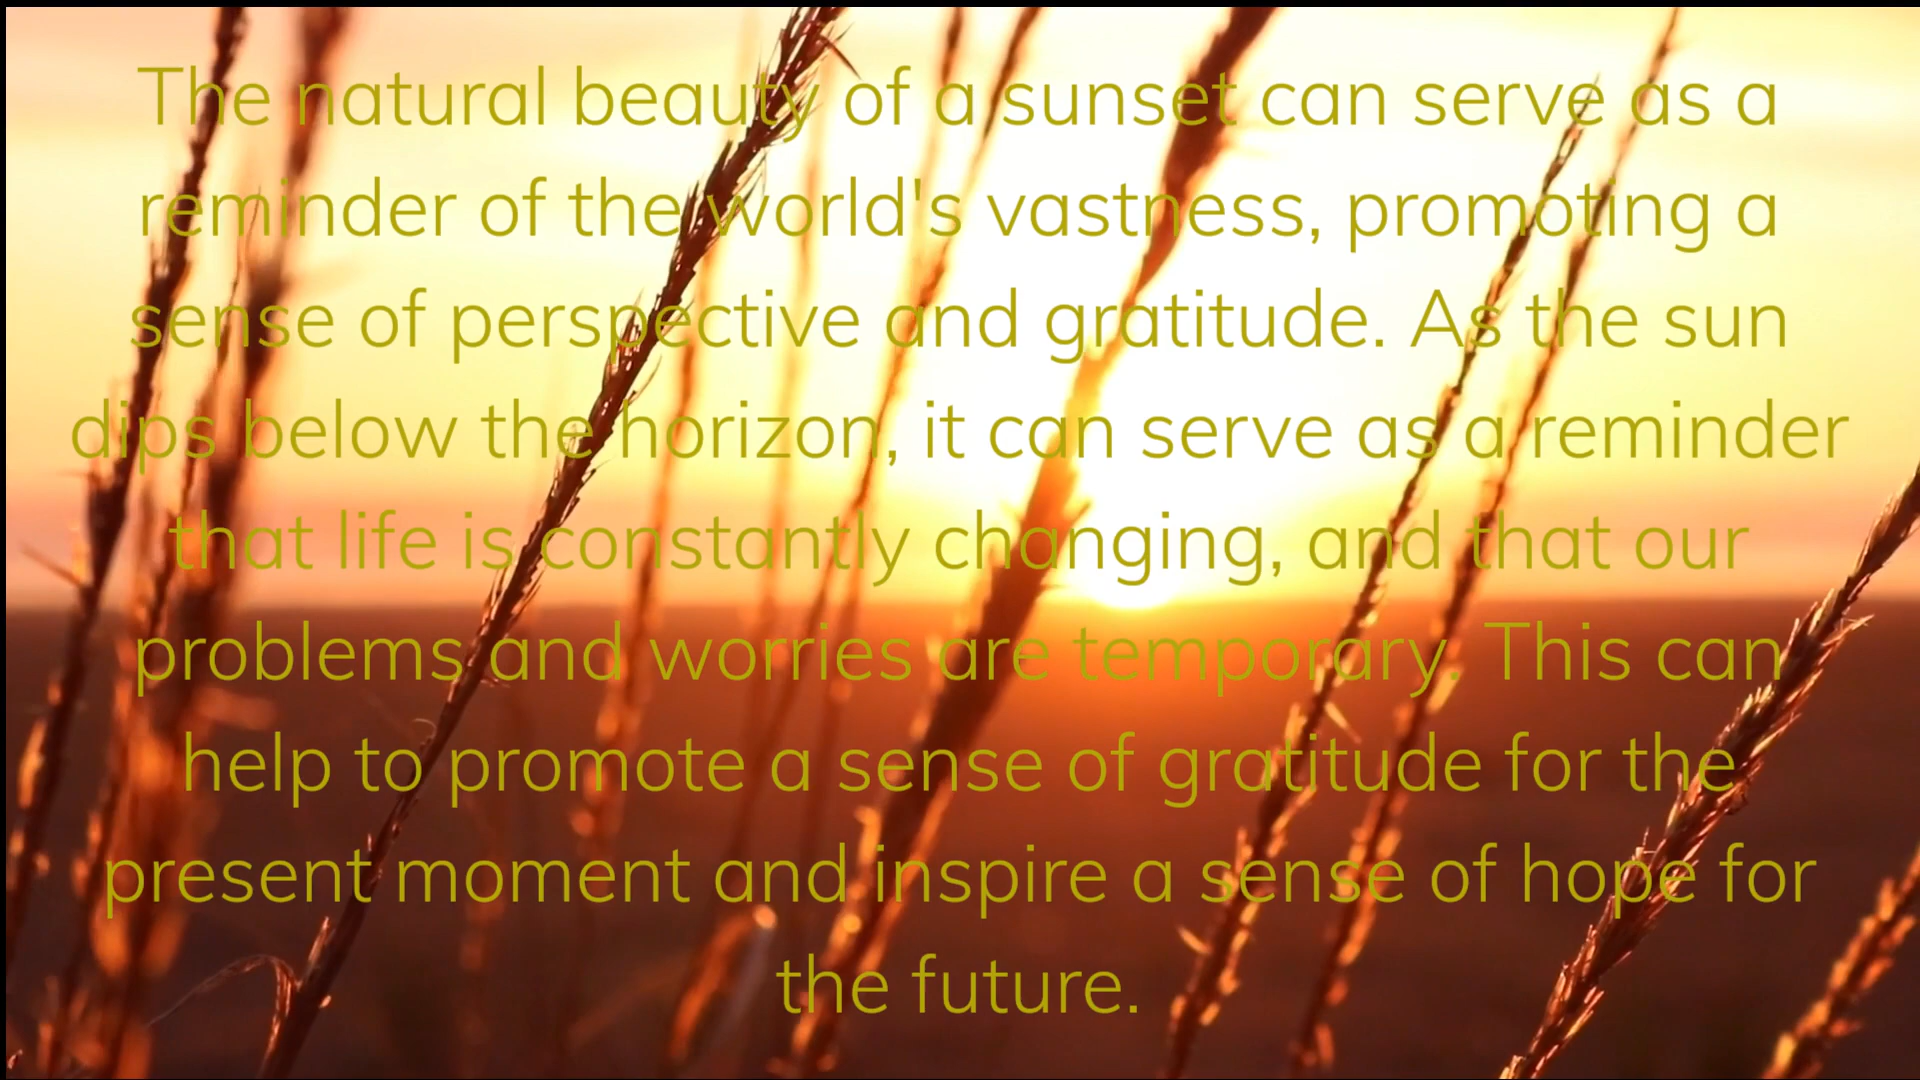 The natural beauty of a sunset can serve as a
reminder of the world's vastness, promoting a
sense of perspective and gratitude. As the sun
dips below the horizon, it can serve as a reminder
that life is constantly changing, and that our
problems and worries are temporary. This can
help to promote a sense of gratitude for the
present moment and inspire a sense of hope for
the future.